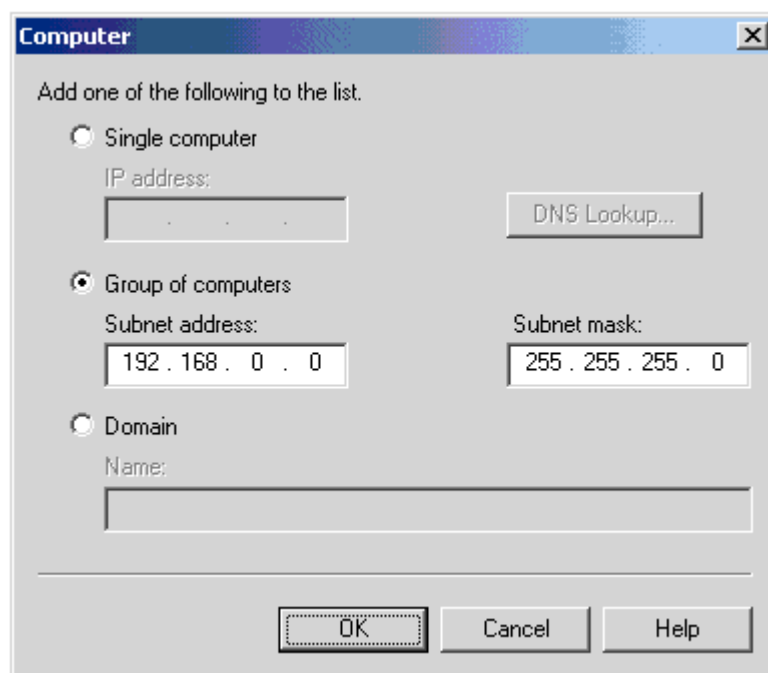 Computer
Add one of the following to the list.
Single computer
IP address:
. . .
DNS Lookup...
Group of computers
Subnet address: Subnet mask:
192 . 168 . 0 . 0 255 . 255 . 255 . 0
Domain
Name:
OK Cancel Help